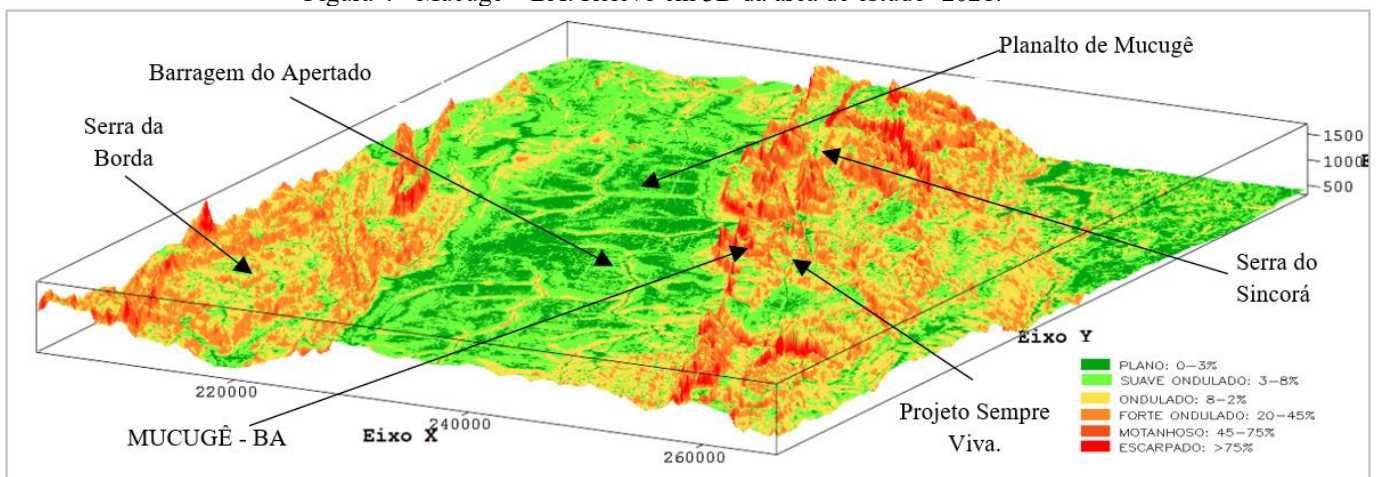 Planalto de Mucugê
Barragem do Apertado
Serra da
Borda
1500
1000
500
E
Serra do
Sincorá
Eixo Y
PLANO: 0-3%
SUAVE ONDULADO: 3-8%
ONDULADO: 8-2%
FORTE ONDULADO: 20-45%
MOTANHOSO: 45-75%
ESCARPADO: >75%
220000
240000
260000
Eixo X
MUCUGÊ - BA
Projeto Sempre
Viva.